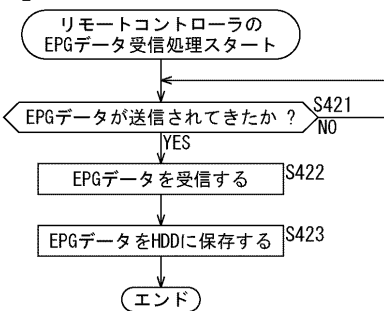 リモートコントローラの
EPGデータ受信処理スタート
EPGデータが送信されてきたか?
S421
NO
YES
EPGデータを受信する
S422
EPGデータをHDDに保存する
S423
エンド